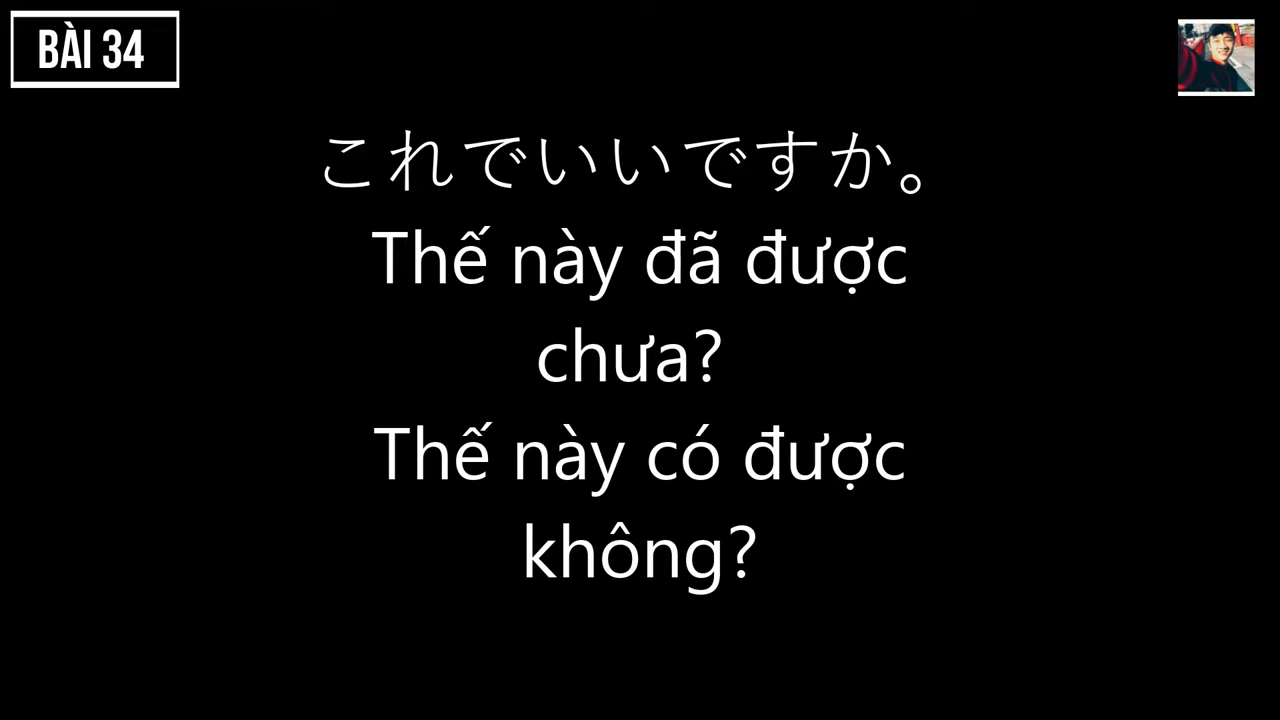 BÀI 34
これでいいですか。
Thế này đã được
chưa?
Thế này có được
không?